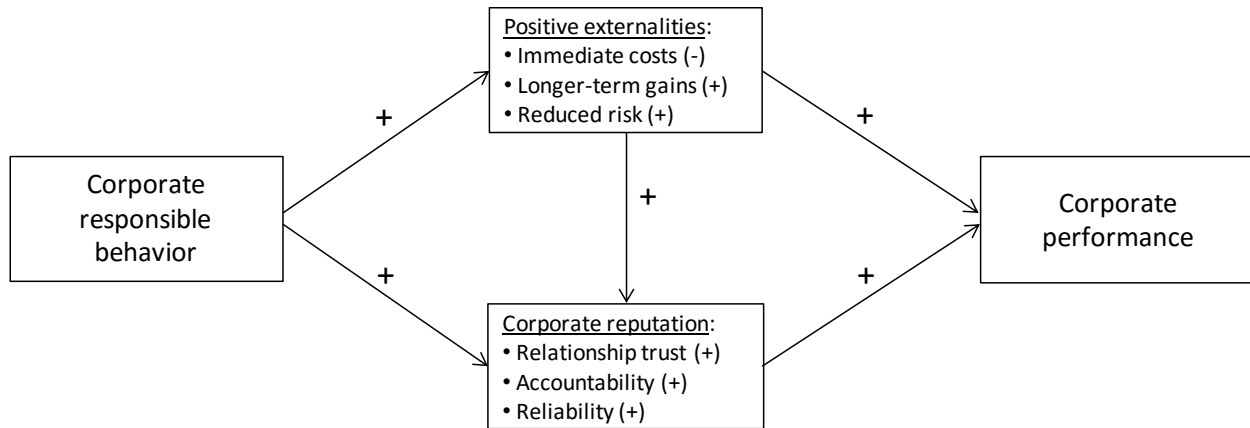 Positive externalities:
• Immediate costs (-)
• Longer-term gains (+)
• Reduced risk (+)
+
+
Corporate
responsible
behavior
+
Corporate
performance
+
+
Corporate reputation:
• Relationship trust (+)
• Accountability (+)
• Reliability (+)